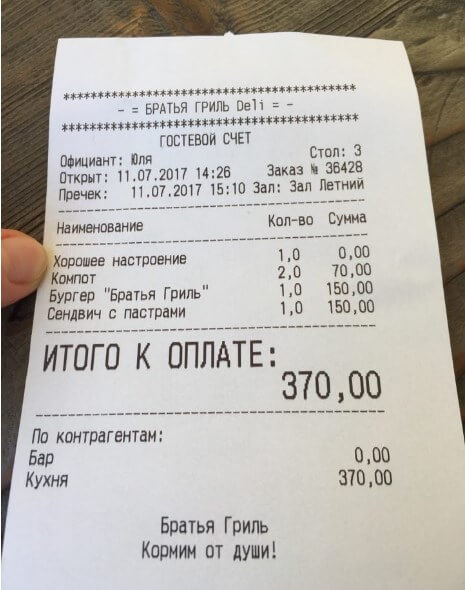 ********************************************
- = БРАТЬЯ ГРИЛЬ Deli = -
********************************************
ГОСТЕВОЙ СЧЕТ
Официант: Юля Стол: 3
Открыт: 11.07.2017 14:26 Заказ № 36428
Пречек: 11.07.2017 15:10 Зал: Зал Летний
Наименование Кол-во Сумма
Хорошее настроение 1,0 0,00
Компот 2,0 70,00
Бургер "Братья Гриль" 1,0 150,00
Сендвич с пастрами 1,0 150,00
ИТОГО К ОПЛАТЕ:
370,00
По контрагентам:
Бар 0,00
Кухня 370,00
Братья Гриль
Кормим от души!